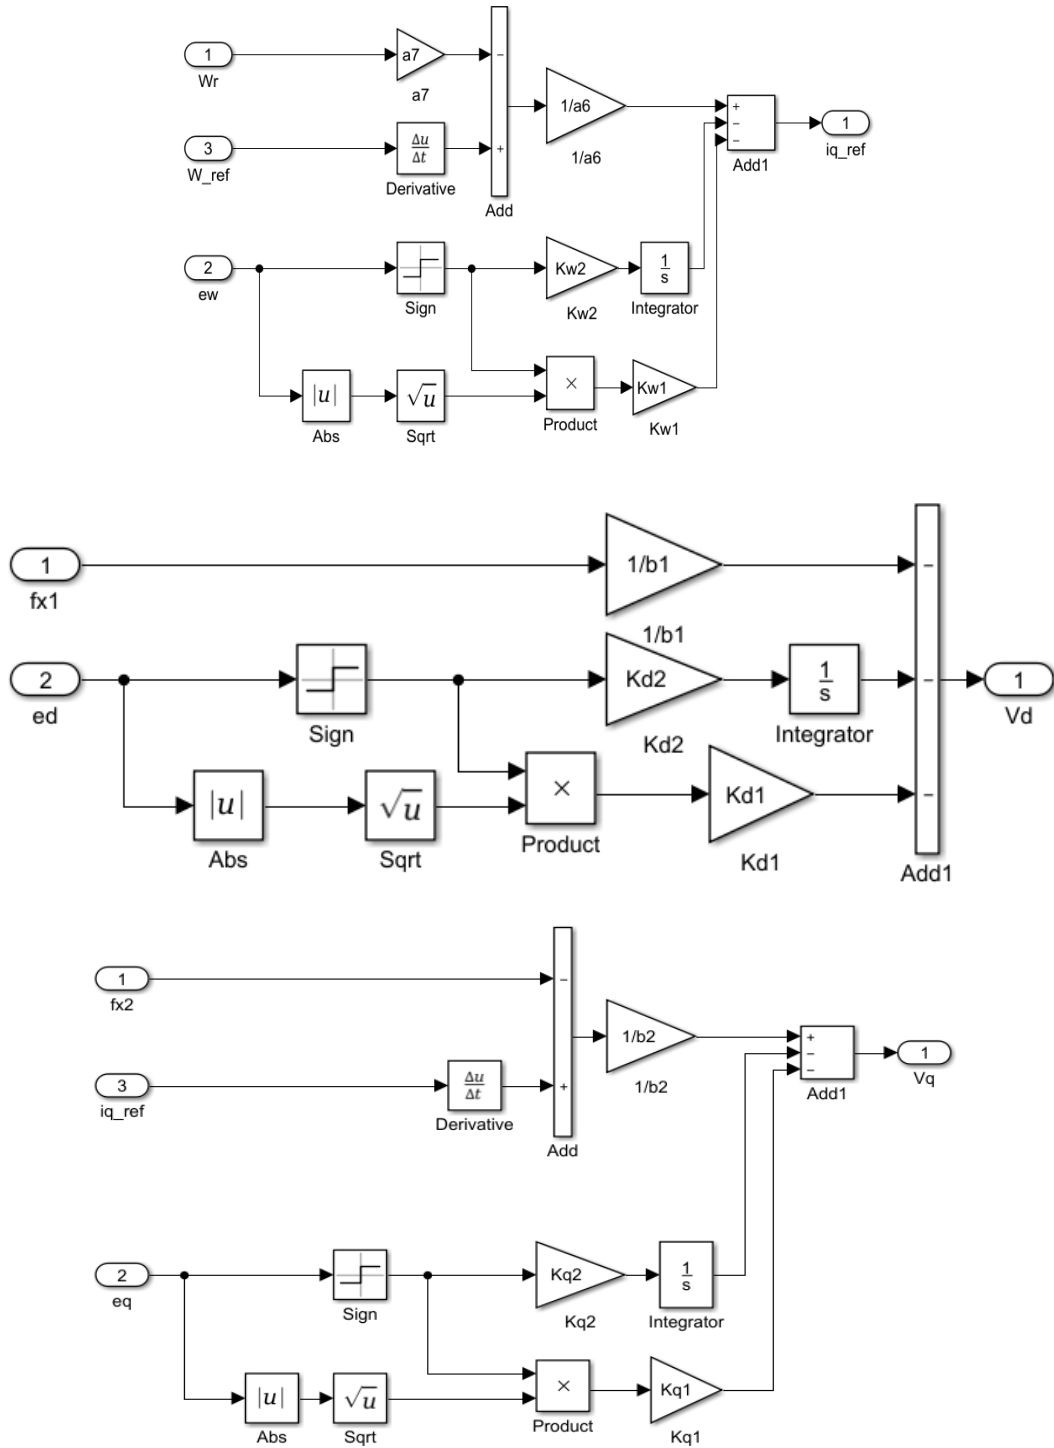 1
Wr
a7
a7
−
3
W_ref
Δu
Δt
Derivative
+
Add
1/a6
1/a6
+
−
−
Add1
1
iq_ref
2
ew
Sign
Kw2
Kw2
1
s
Integrator
|u|
Abs
√u
Sqrt
×
Product
Kw1
Kw1
1
fx1
1/b1
1/b1
−
2
ed
Sign
Kd2
Kd2
1
s
Integrator
−
1
Vd
|u|
Abs
√u
Sqrt
×
Product
Kd1
Kd1
−
Add1
1
fx2
−
3
iq_ref
Δu
Δt
Derivative
+
Add
1/b2
1/b2
+
−
−
Add1
1
Vq
2
eq
Sign
Kq2
Kq2
1
s
Integrator
|u|
Abs
√u
Sqrt
×
Product
Kq1
Kq1